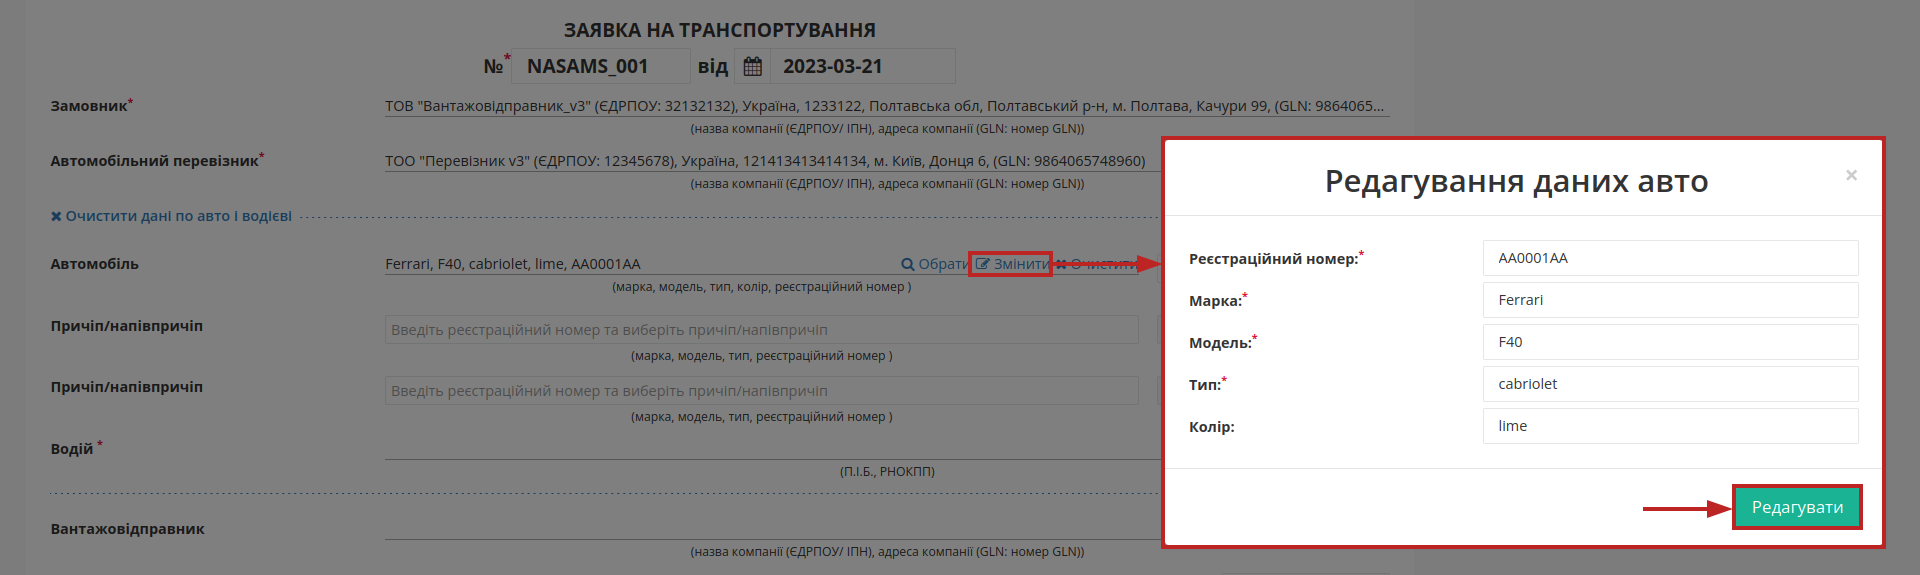 ЗАЯВКА НА ТРАНСПОРТУВАННЯ
№* NASAMS_001 від 2023-03-21
Замовник* ТОВ "Вантажовідправник_v3" (ЄДРПОУ: 32132132), Україна, 1233122, Полтавська обл, Полтавський р-н, м. Полтава, Качури 99, (GLN: 9864065...
(назва компанії (ЄДРПОУ/ ІПН), адреса компанії (GLN: номер GLN))
Автомобільний перевізник* ТОО "Перевізник v3" (ЄДРПОУ: 12345678), Україна, 121413413414134, м. Київ, Донця 6, (GLN: 9864065748960)
(назва компанії (ЄДРПОУ/ ІПН), адреса компанії (GLN: номер GLN))
Очистити дані по авто і водієві
Автомобіль Ferrari, F40, cabriolet, lime, AA0001AA Обрати Змінити Очистити
(марка, модель, тип, колір, реєстраційний номер )
Причіп/напівпричіп Введіть реєстраційний номер та виберіть причіп/напівпричіп
(марка, модель, тип, реєстраційний номер )
Причіп/напівпричіп Введіть реєстраційний номер та виберіть причіп/напівпричіп
(марка, модель, тип, реєстраційний номер )
Водій *
(П.І.Б., РНОКПП)
Вантажовідправник
(назва компанії (ЄДРПОУ/ ІПН), адреса компанії (GLN: номер GLN))
Редагування даних авто ×
Реєстраційний номер:* AA0001AA
Марка:* Ferrari
Модель:* F40
Тип:* cabriolet
Колір: lime
Редагувати